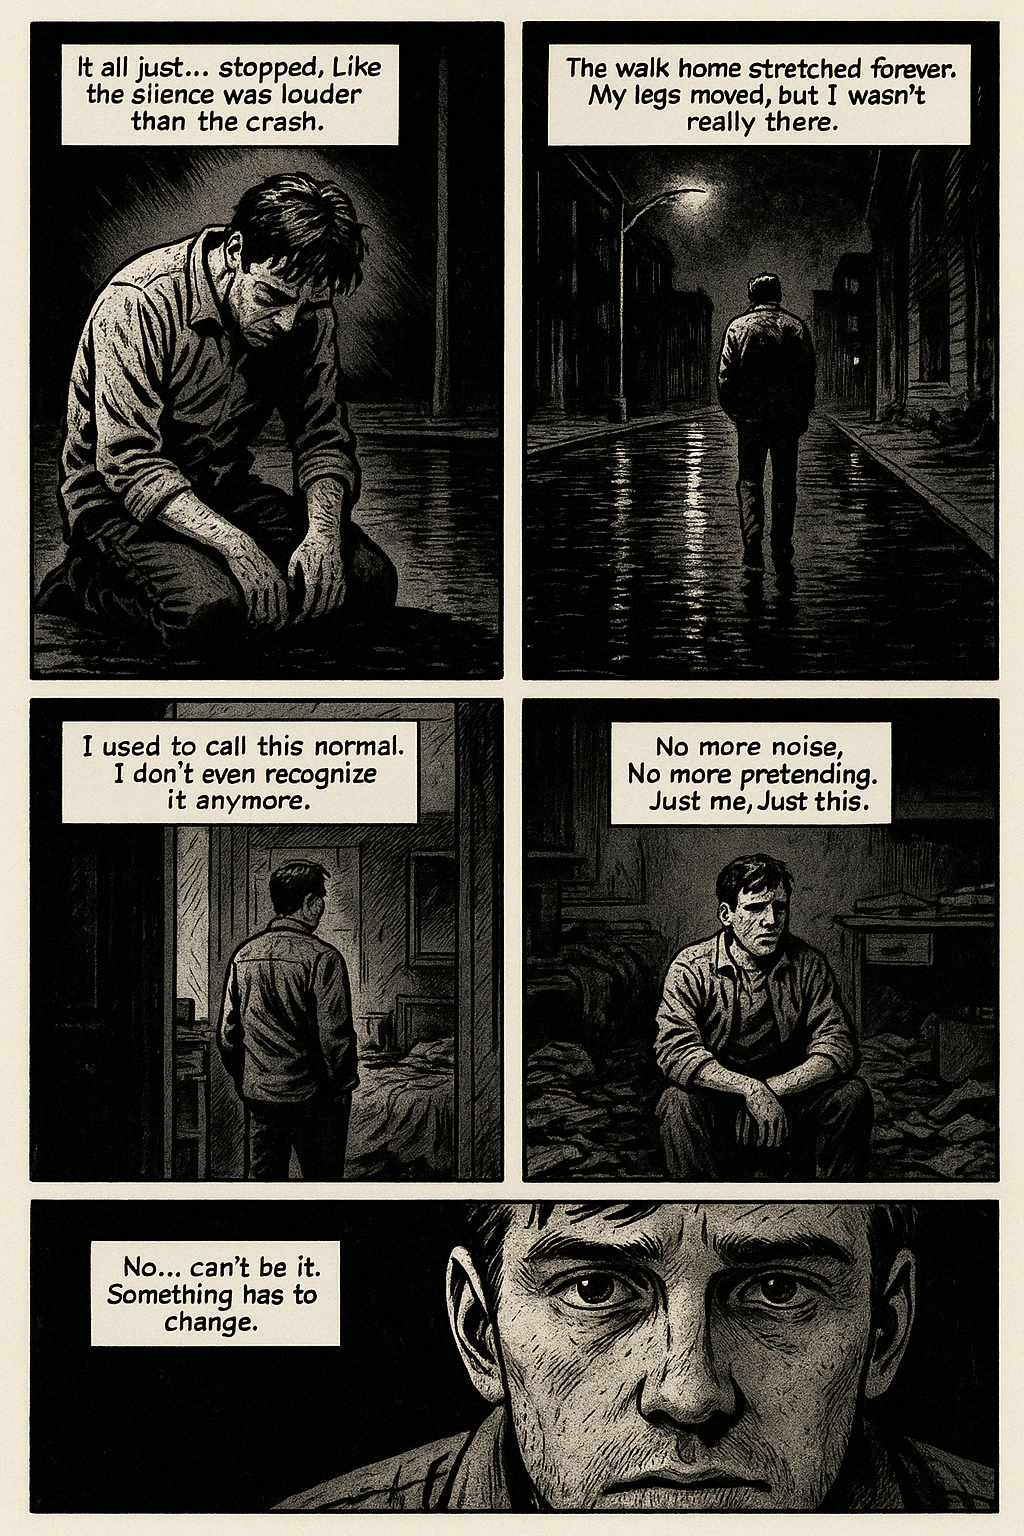 It all just... stopped, Like
the siience was louder
than the crash.
The walk home stretched forever.
My legs moved, but I wasn't
really there.
I used to call this normal.
I don't even recognize
it anymore.
No more noise,
No more pretending.
Just me, Just this.
No... can't be it.
Something has to
change.